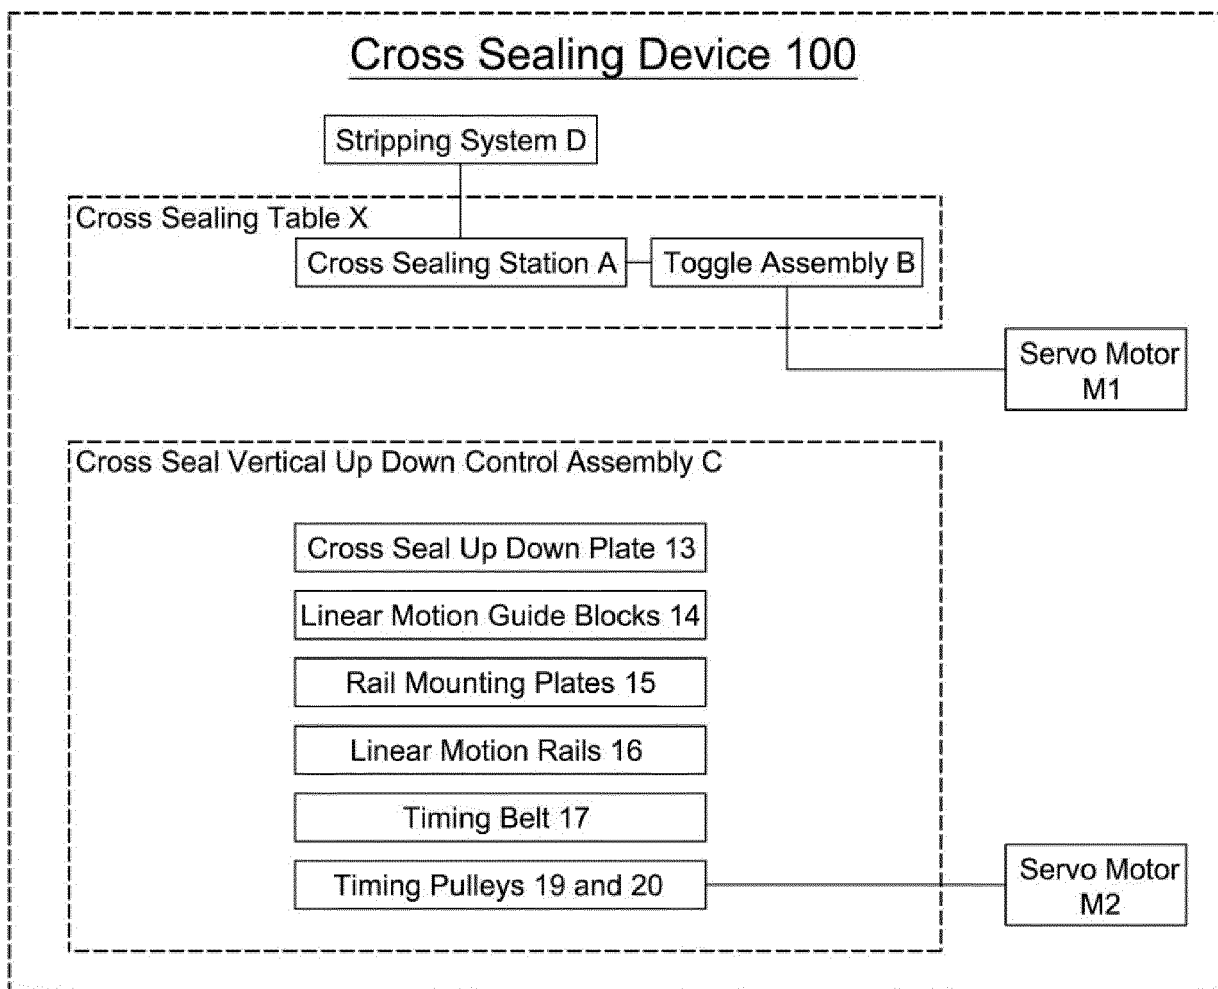 Cross Sealing Device 100
Stripping System D
Cross Sealing Table X
Cross Sealing Station A
Toggle Assembly B
Servo Motor
M1
Cross Seal Vertical Up Down Control Assembly C
Cross Seal Up Down Plate 13
Linear Motion Guide Blocks 14
Rail Mounting Plates 15
Linear Motion Rails 16
Timing Belt 17
Timing Pulleys 19 and 20
Servo Motor
M2